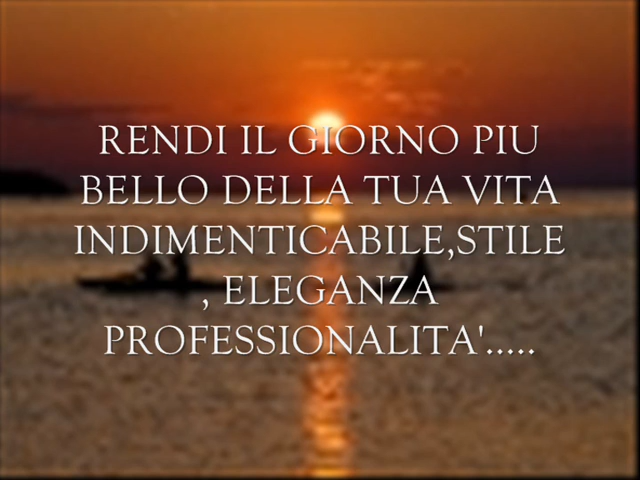 RENDI IL GIORNO PIU
BELLO DELLA TUA VITA
INDIMENTICABILE,STILE
, ELEGANZA
PROFESSIONALITA'.....